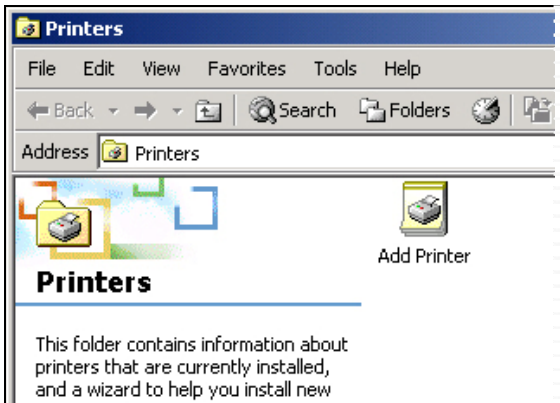 Printers
File Edit View Favorites Tools Help
Back Search Folders
Address Printers
Add Printer
Printers
This folder contains information about
printers that are currently installed,
and a wizard to help you install new